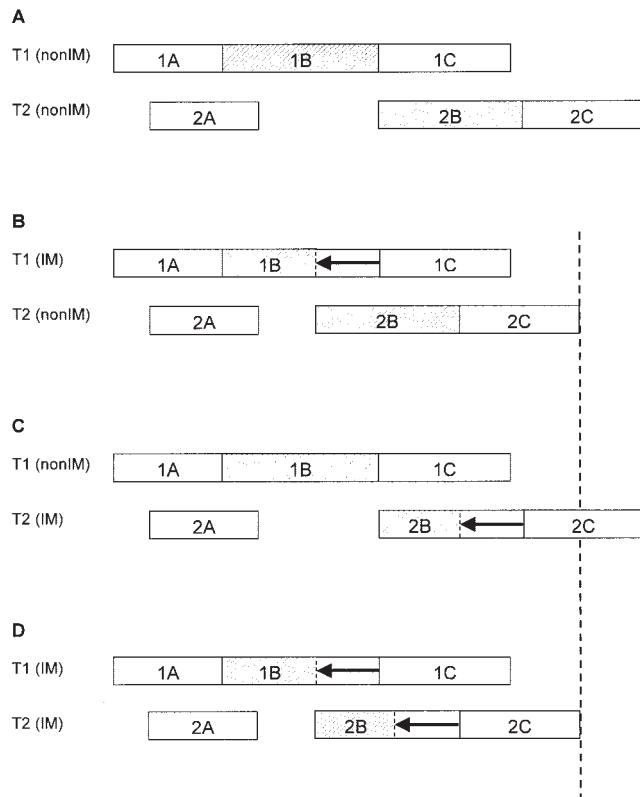 A
T1 (nonIM) 1A 1B 1C
T2 (nonIM) 2A 2B 2C
B
T1 (IM) 1A 1B 1C
T2 (nonIM) 2A 2B 2C
C
T1 (nonIM) 1A 1B 1C
T2 (IM) 2A 2B 2C
D
T1 (IM) 1A 1B 1C
T2 (IM) 2A 2B 2C